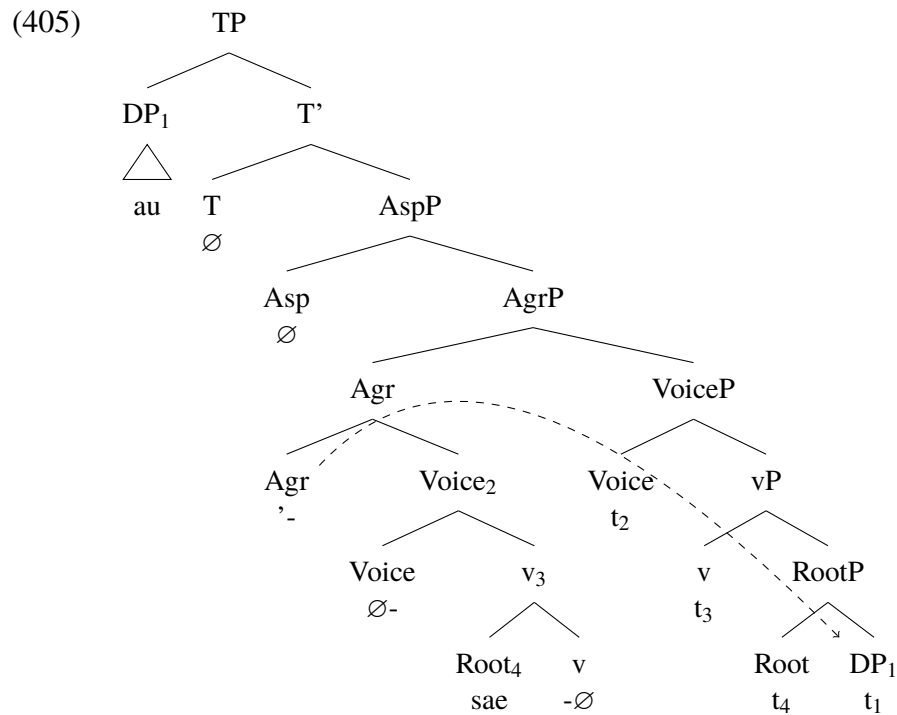 (405) TP
DP₁ T’
au T AspP
∅
Asp AgrP
∅
Agr VoiceP
Agr Voice₂ Voice vP
’- t₂
Voice v₃ v RootP
∅- t₃
Root₄ v Root DP₁
sae -∅ t₄ t₁